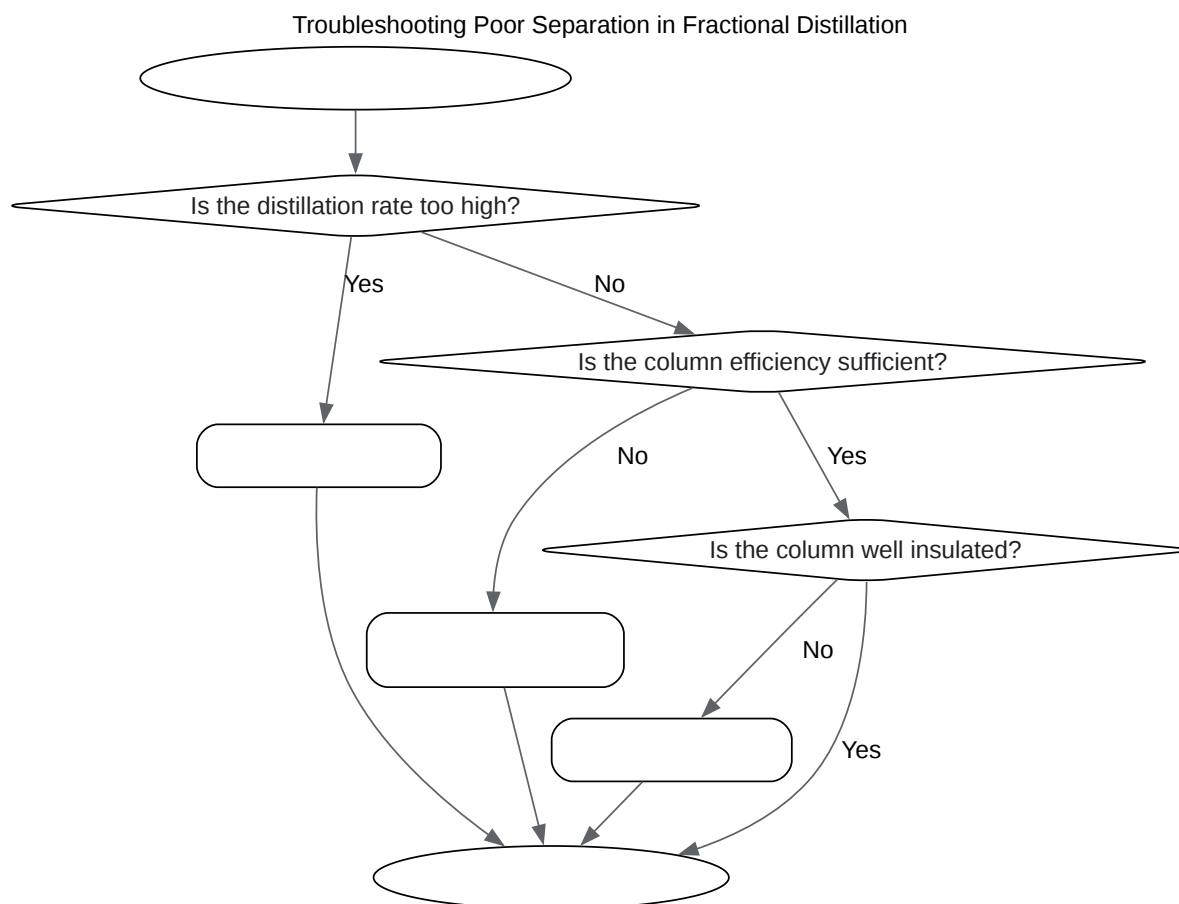 Troubleshooting Poor Separation in Fractional Distillation
Is the distillation rate too high?
Yes
No
Is the column efficiency sufficient?
No
Yes
Is the column well insulated?
No
Yes